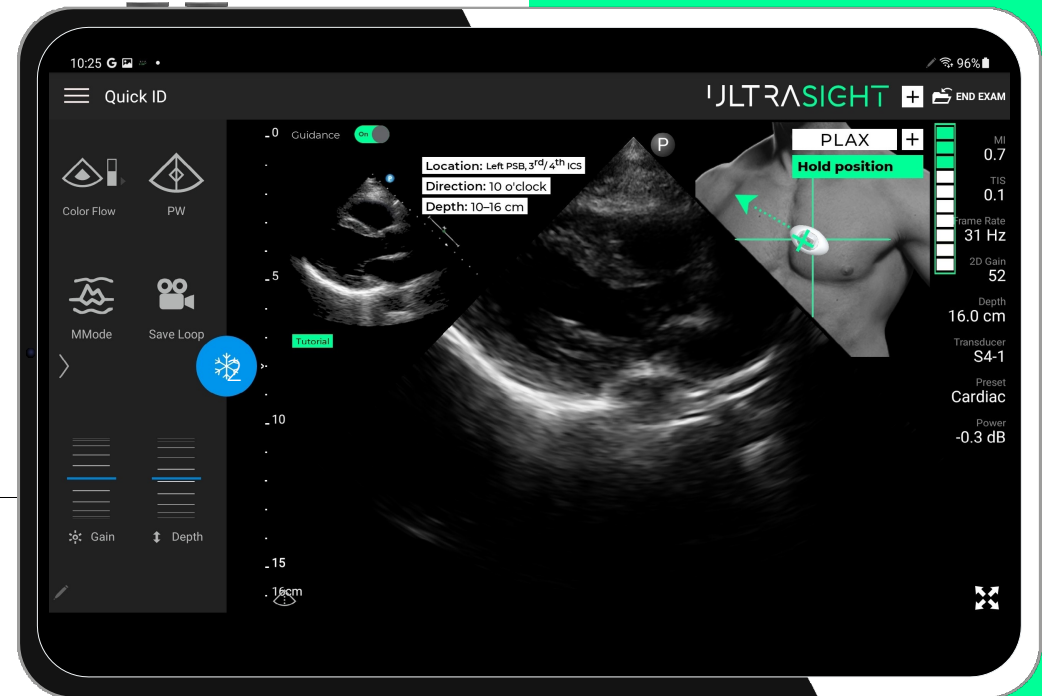 10:25 G
96%
Quick ID
ULTRASIGHT
+
END EXAM
0
Guidance
On
P
PLAX
+
Hold position
MI
0.7
Location: Left PSB, 3rd/ 4th ICS
Direction: 10 o'clock
Depth: 10–16 cm
TIS
0.1
Color Flow
PW
Frame Rate
31 Hz
2D Gain
52
5
Depth
16.0 cm
MMode
Save Loop
Tutorial
Transducer
S4-1
2
Preset
Cardiac
10
Power
-0.3 dB
Gain
Depth
15
16cm